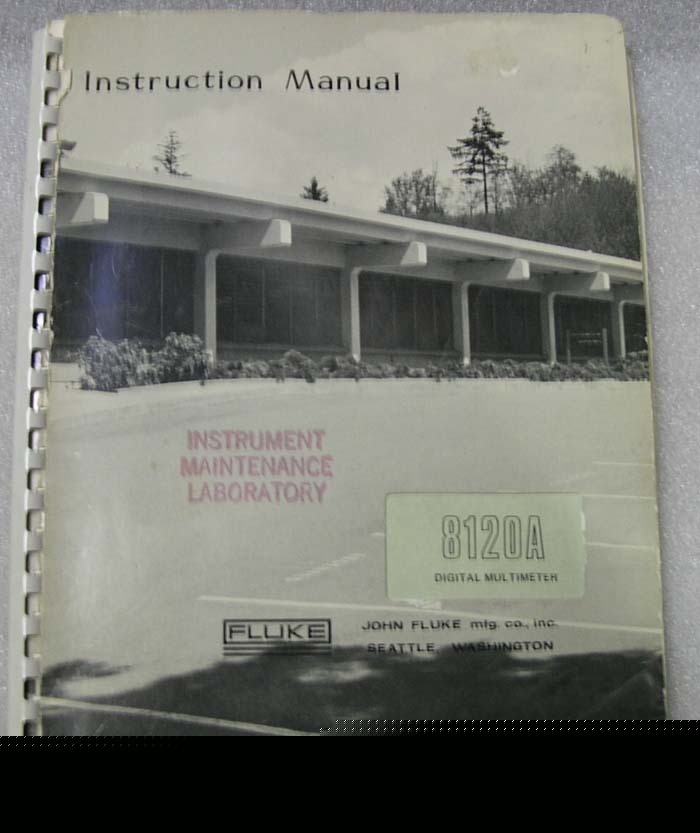 Instruction Manual
INSTRUMENT
MAINTENANCE
LABORATORY
8120A
DIGITAL MULTIMETER
FLUKE
JOHN FLUKE mfg. co., inc.
SEATTLE, WASHINGTON